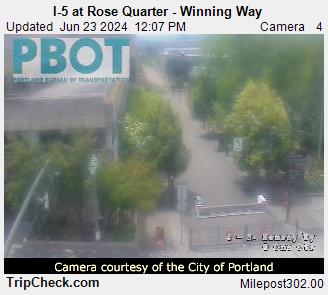 I-5 at Rose Quarter - Winning Way
Updated Jun 23 2024 12:07 PM Camera 4
PBOT
PORTLAND BUREAU OF TRANSPORTATION
Camera courtesy of the City of Portland
TripCheck.com Milepost302.00